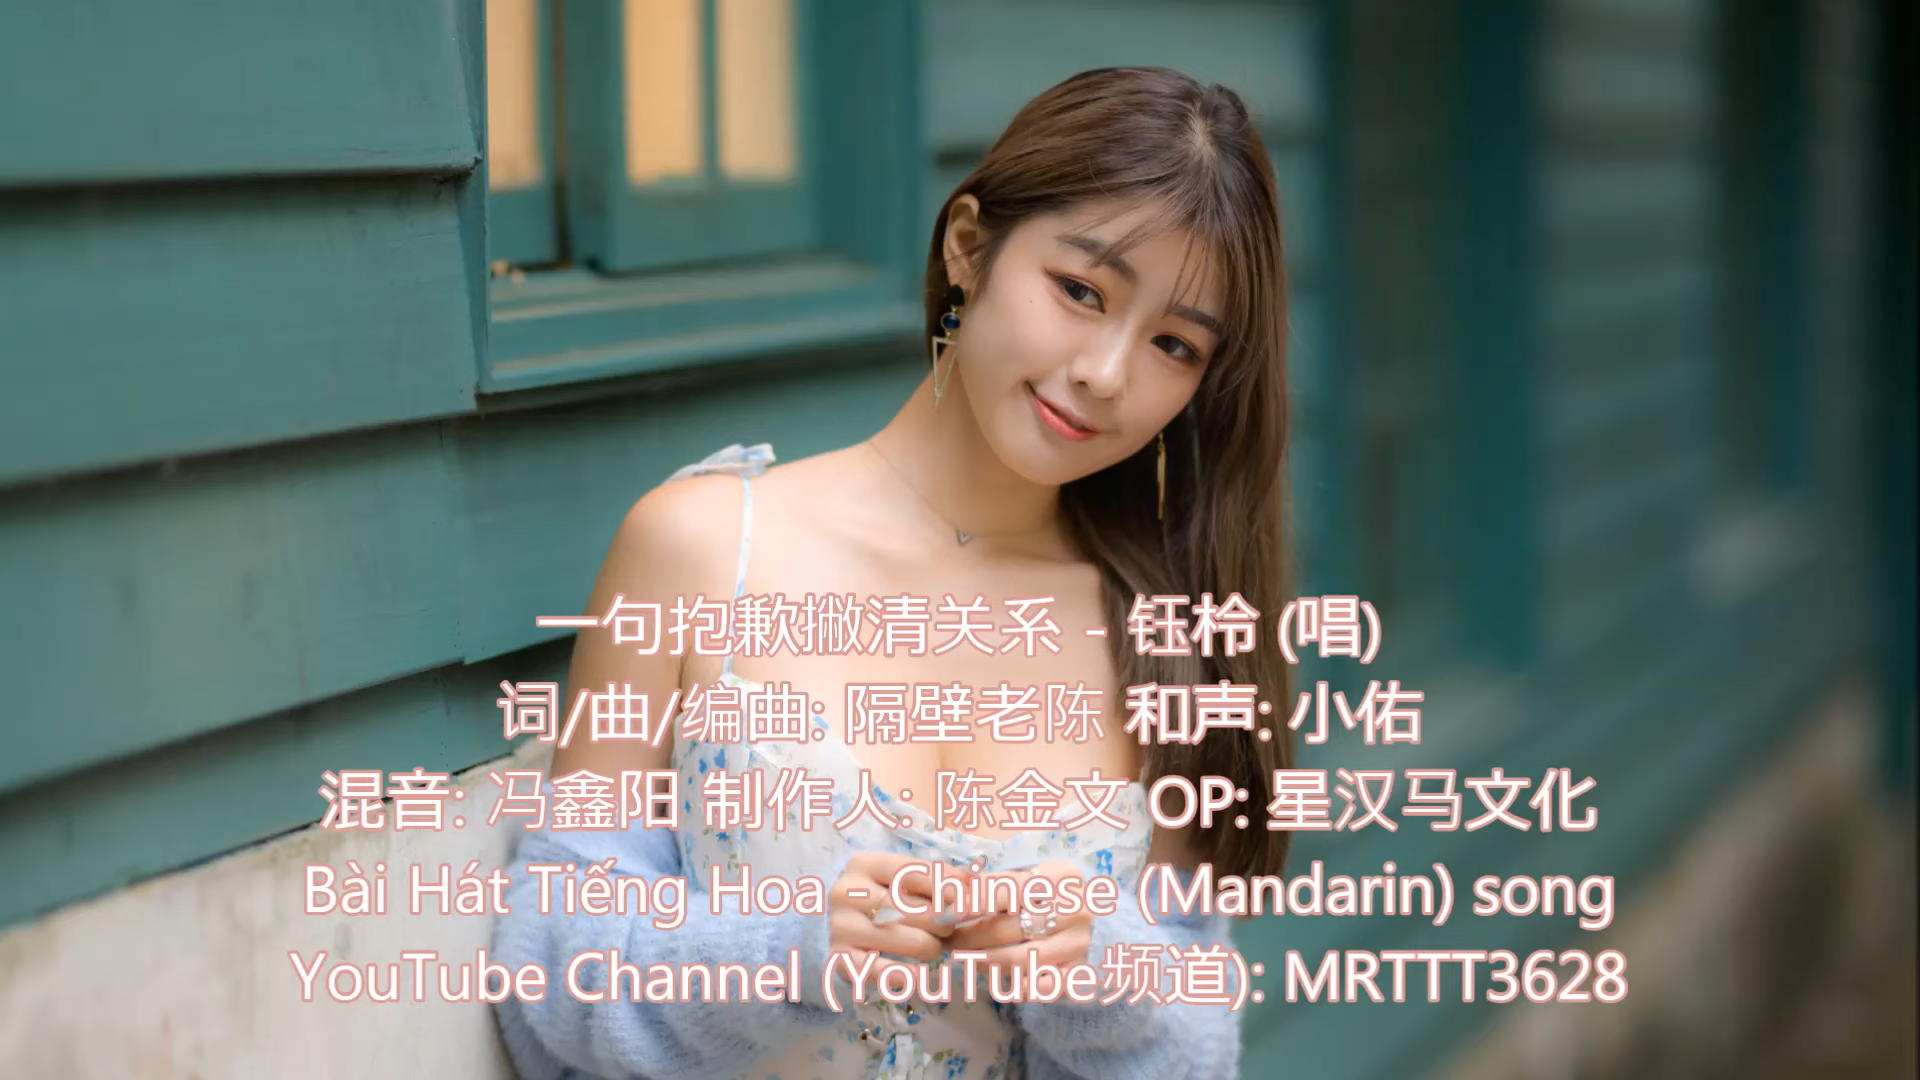 一句抱歉撇清关系 - 钰柃 (唱)
词/曲/编曲: 隔壁老陈 和声: 小佑
混音: 冯鑫阳 制作人: 陈金文 OP: 星汉马文化
Bài Hát Tiếng Hoa - Chinese (Mandarin) song
YouTube Channel (YouTube频道): MRTTT3628